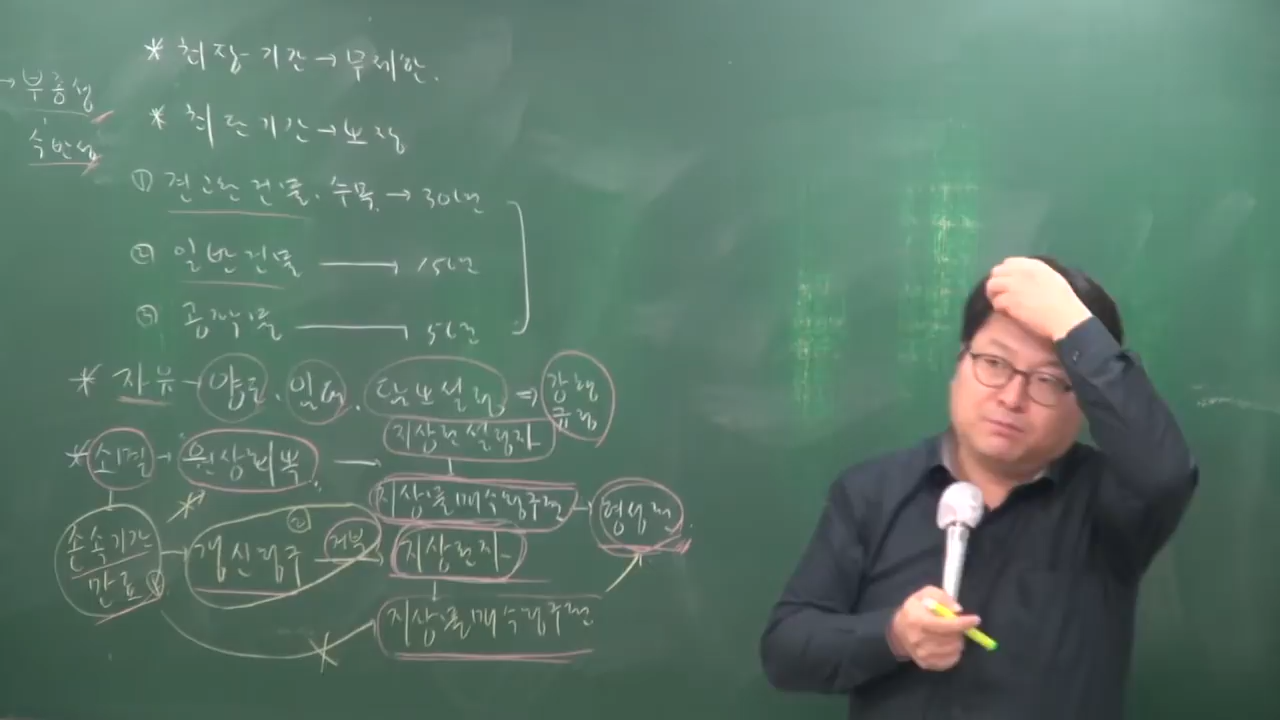 * 최장기간→무제한.
→부종성
수반성
* 최단기간→보장
① 견고한 건물. 수목. → 30년
② 일반건물 → 15년
③ 공작물 → 5년
* 자유 → 양도. 임대. 담보설정 ⇒ 강행규정
지상권설정자
* 소멸 → 원상회복. →
지상물매수청구권 → 형성권.
존속기간만료 ① → 갱신청구 ② 거부
지상권자
지상물매수청구권